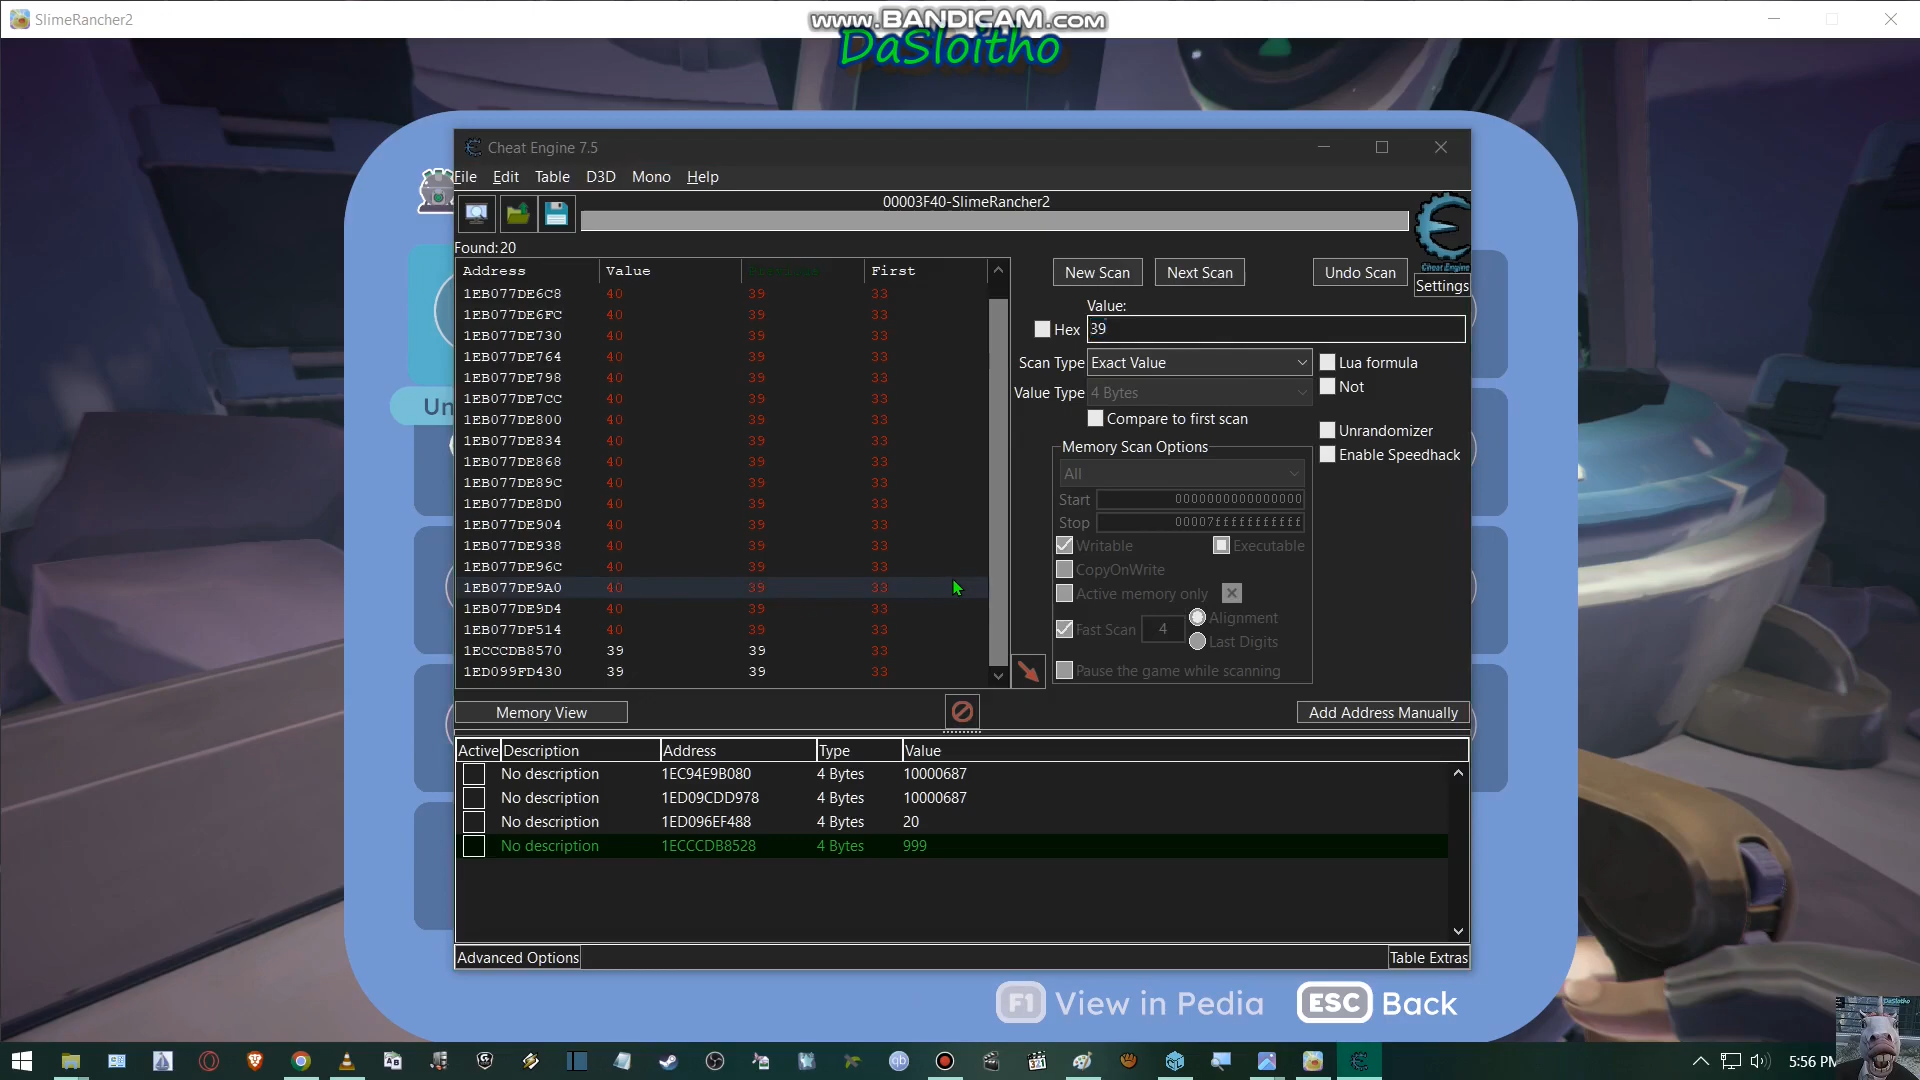 SlimeRancher2
www.BANDICAM.com
DaSloitho
Cheat Engine 7.5
File Edit Table D3D Mono Help
00003F40-SlimeRancher2
Found:20
Address Value Previous First
1EB077DE6C8 40 39 33
1EB077DE6FC 40 39 33
1EB077DE730 40 39 33
1EB077DE764 40 39 33
1EB077DE798 40 39 33
1EB077DE7CC 40 39 33
1EB077DE800 40 39 33
1EB077DE834 40 39 33
1EB077DE868 40 39 33
1EB077DE89C 40 39 33
1EB077DE8D0 40 39 33
1EB077DE904 40 39 33
1EB077DE938 40 39 33
1EB077DE96C 40 39 33
1EB077DE9A0 40 39 33
1EB077DE9D4 40 39 33
1EB077DF514 40 39 33
1ECCCDB8570 39 39 33
1ED099FD430 39 39 33
New Scan Next Scan Undo Scan
Cheat Engine
Settings
Value:
Hex 39
Scan Type Exact Value
Lua formula
Not
Value Type 4 Bytes
Compare to first scan
Unrandomizer
Enable Speedhack
Memory Scan Options
All
Start 0000000000000000
Stop 00007fffffffffff
Writable Executable
CopyOnWrite
Active memory only
Fast Scan 4 Alignment
Last Digits
Pause the game while scanning
Memory View
Add Address Manually
Active Description Address Type Value
No description 1EC94E9B080 4 Bytes 10000687
No description 1ED09CDD978 4 Bytes 10000687
No description 1ED096EF488 4 Bytes 20
No description 1ECCCDB8528 4 Bytes 999
Advanced Options Table Extras
Un
F1 View in Pedia ESC Back
5:56 PM